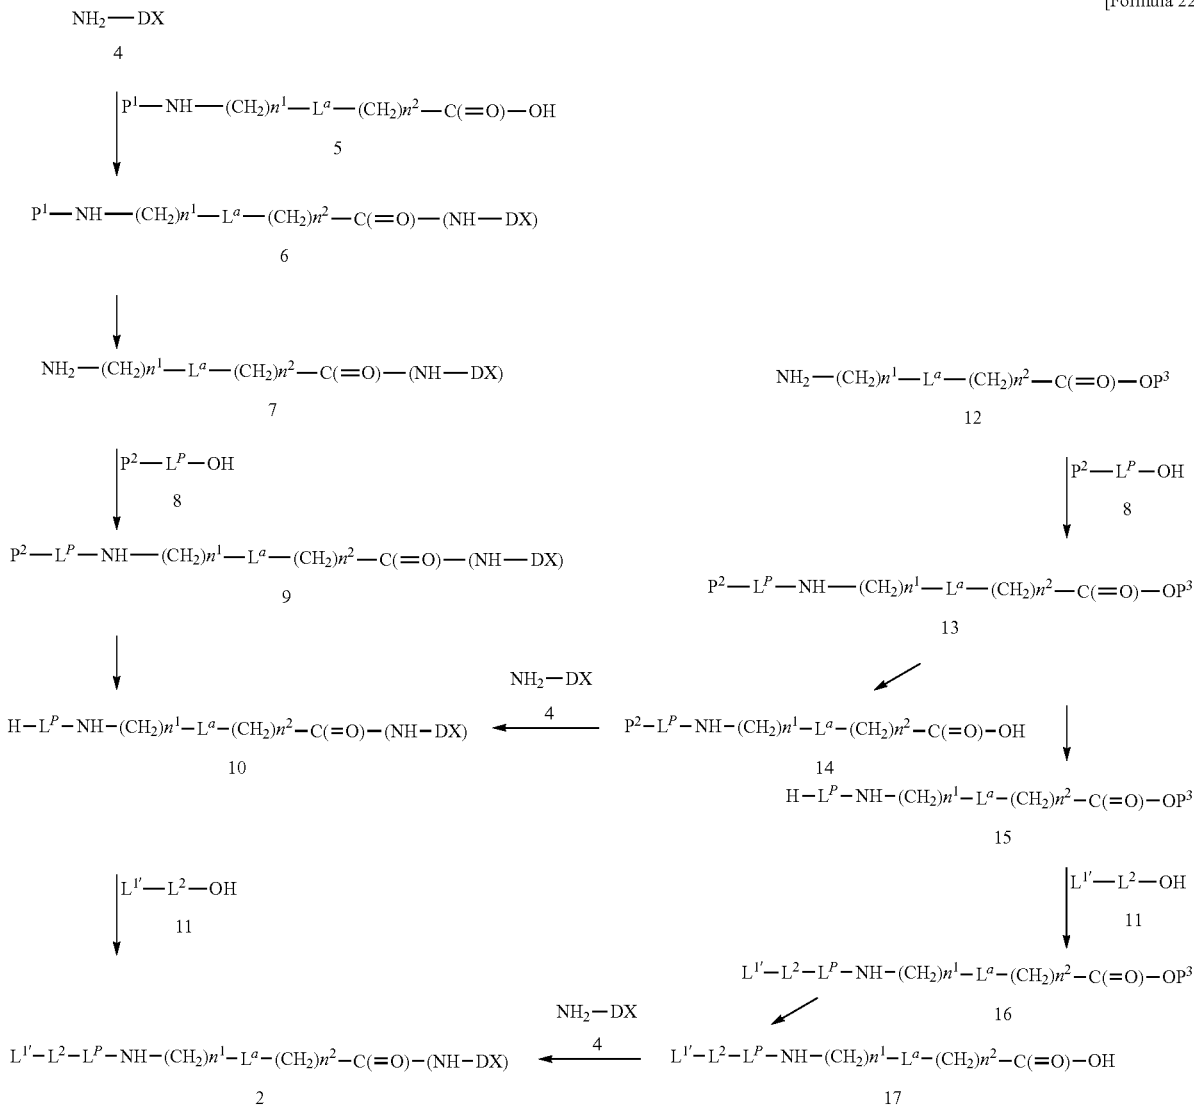 [Formula 22
NH₂—DX
4
P¹—NH—(CH₂)n¹—Lᵃ—(CH₂)n²—C(=O)—OH
5
P¹—NH—(CH₂)n¹—Lᵃ—(CH₂)n²—C(=O)—(NH—DX)
6
NH₂—(CH₂)n¹—Lᵃ—(CH₂)n²—C(=O)—(NH—DX)
7
NH₂—(CH₂)n¹—Lᵃ—(CH₂)n²—C(=O)—OP³
12
P²—Lᴾ—OH
8
P²—Lᴾ—OH
8
P²—Lᴾ—NH—(CH₂)n¹—Lᵃ—(CH₂)n²—C(=O)—(NH—DX)
9
P²—Lᴾ—NH—(CH₂)n¹—Lᵃ—(CH₂)n²—C(=O)—OP³
13
NH₂—DX
4
H—Lᴾ—NH—(CH₂)n¹—Lᵃ—(CH₂)n²—C(=O)—(NH—DX)
10
P²—Lᴾ—NH—(CH₂)n¹—Lᵃ—(CH₂)n²—C(=O)—OH
14
H—Lᴾ—NH—(CH₂)n¹—Lᵃ—(CH₂)n²—C(=O)—OP³
15
L¹'—L²—OH
11
L¹'—L²—OH
11
L¹'—L²—Lᴾ—NH—(CH₂)n¹—Lᵃ—(CH₂)n²—C(=O)—OP³
16
NH₂—DX
4
L¹'—L²—Lᴾ—NH—(CH₂)n¹—Lᵃ—(CH₂)n²—C(=O)—(NH—DX)
2
L¹'—L²—Lᴾ—NH—(CH₂)n¹—Lᵃ—(CH₂)n²—C(=O)—OH
17